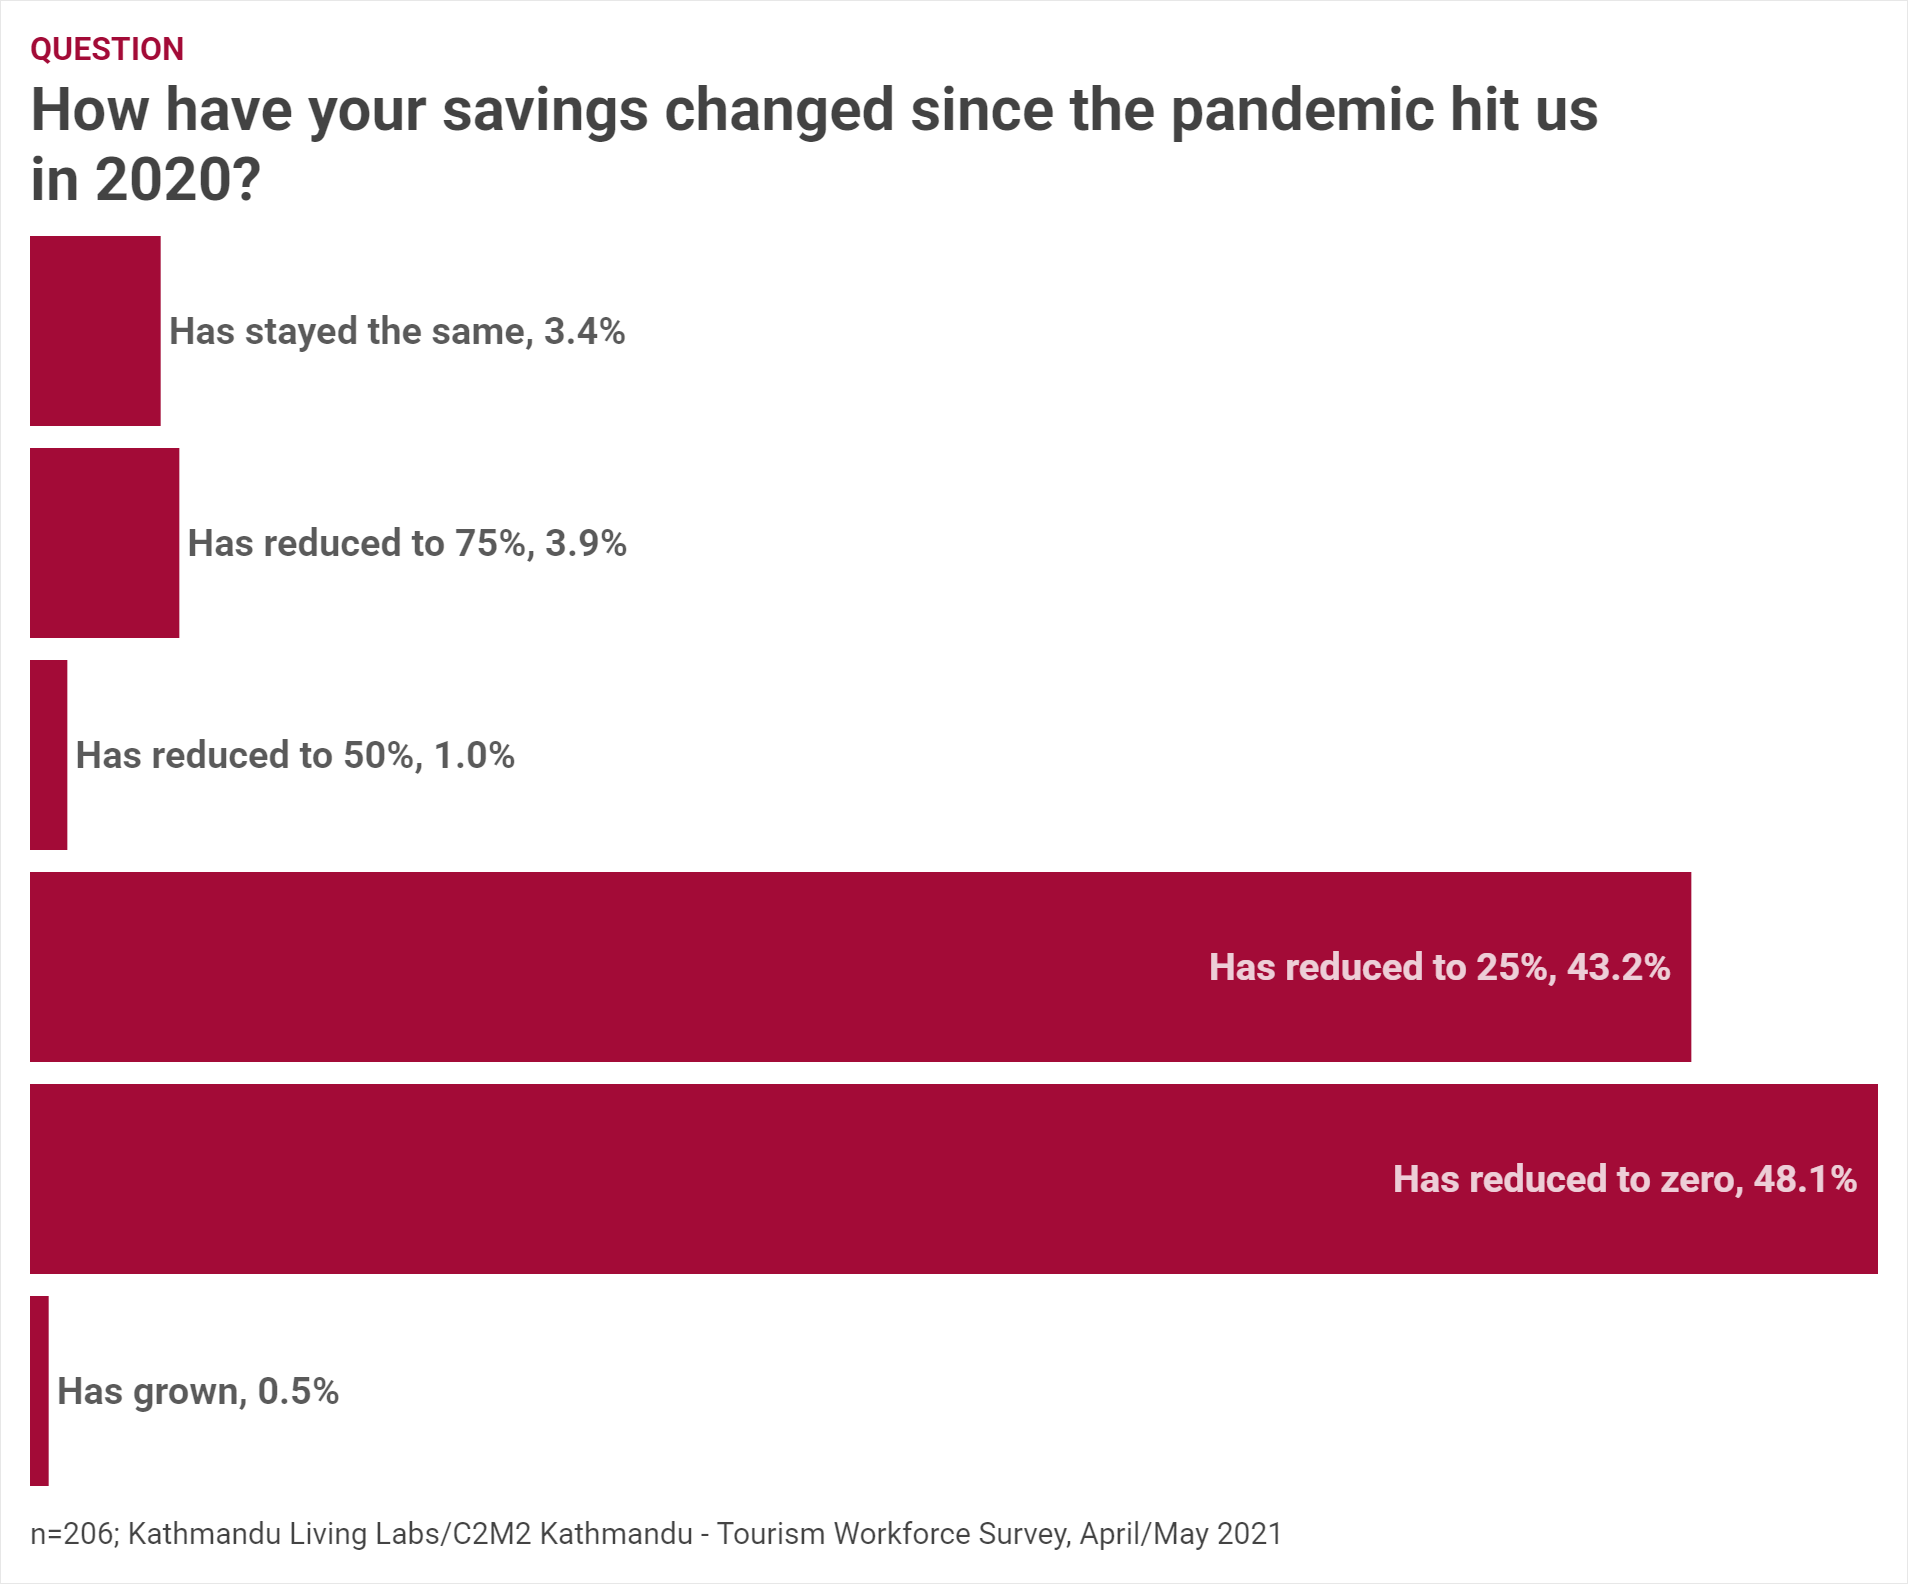 QUESTION
How have your savings changed since the pandemic hit us
in 2020?
Has stayed the same, 3.4%
Has reduced to 75%, 3.9%
Has reduced to 50%, 1.0%
Has reduced to 25%, 43.2%
Has reduced to zero, 48.1%
Has grown, 0.5%
n=206; Kathmandu Living Labs/C2M2 Kathmandu - Tourism Workforce Survey, April/May 2021